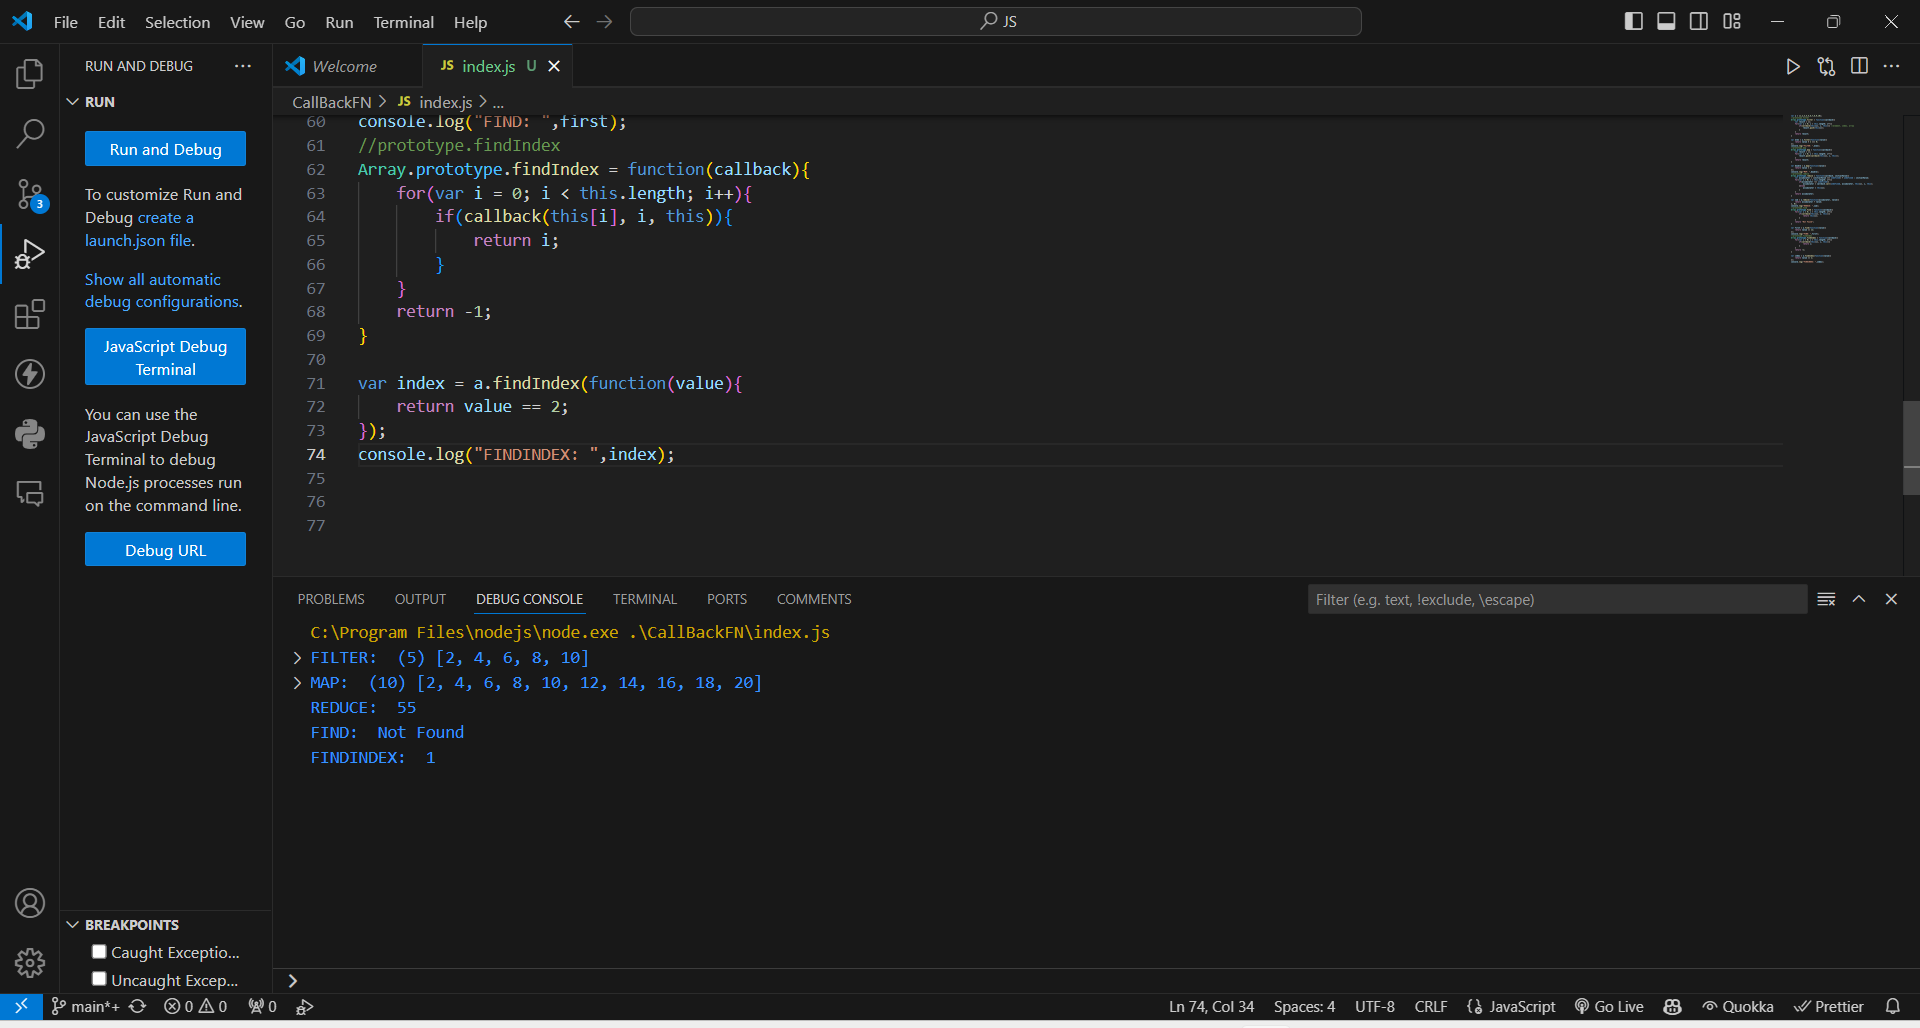 File Edit Selection View Go Run Terminal Help
JS
RUN AND DEBUG
RUN
Run and Debug
To customize Run and
Debug create a
launch.json file.
Show all automatic
debug configurations.
JavaScript Debug
Terminal
You can use the
JavaScript Debug
Terminal to debug
Node.js processes run
on the command line.
Debug URL
3
BREAKPOINTS
Caught Exceptio...
Uncaught Excep...
Welcome
JS index.js U
CallBackFN > JS index.js > ...
60 console.log("FIND: ",first);
61 //prototype.findIndex
62 Array.prototype.findIndex = function(callback){
63 for(var i = 0; i < this.length; i++){
64 if(callback(this[i], i, this)){
65 return i;
66 }
67 }
68 return -1;
69 }
70
71 var index = a.findIndex(function(value){
72 return value == 2;
73 });
74 console.log("FINDINDEX: ",index);
75
76
77
PROBLEMS OUTPUT DEBUG CONSOLE TERMINAL PORTS COMMENTS
Filter (e.g. text, !exclude, \escape)
C:\Program Files\nodejs\node.exe .\CallBackFN\index.js
FILTER: (5) [2, 4, 6, 8, 10]
MAP: (10) [2, 4, 6, 8, 10, 12, 14, 16, 18, 20]
REDUCE: 55
FIND: Not Found
FINDINDEX: 1
main*+ 0 0 0
Ln 74, Col 34 Spaces: 4 UTF-8 CRLF JavaScript Go Live Quokka Prettier